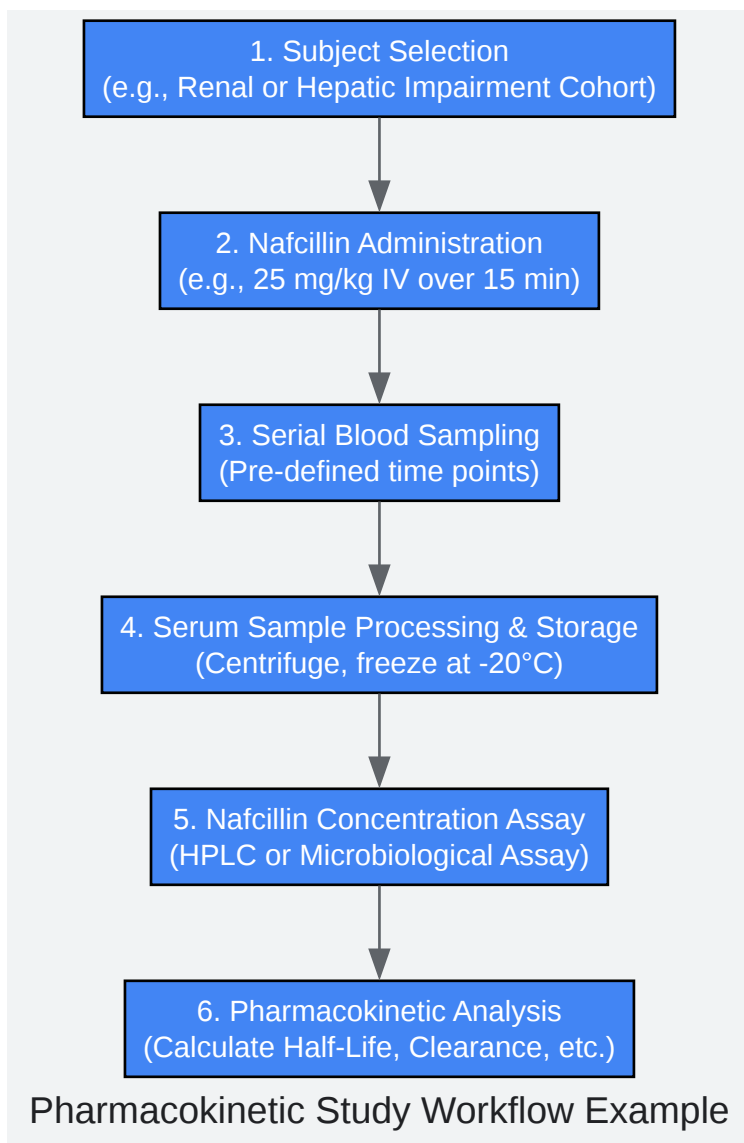 1. Subject Selection
(e.g., Renal or Hepatic Impairment Cohort)
2. Nafcillin Administration
(e.g., 25 mg/kg IV over 15 min)
3. Serial Blood Sampling
(Pre-defined time points)
4. Serum Sample Processing & Storage
(Centrifuge, freeze at -20°C)
5. Nafcillin Concentration Assay
(HPLC or Microbiological Assay)
6. Pharmacokinetic Analysis
(Calculate Half-Life, Clearance, etc.)
Pharmacokinetic Study Workflow Example